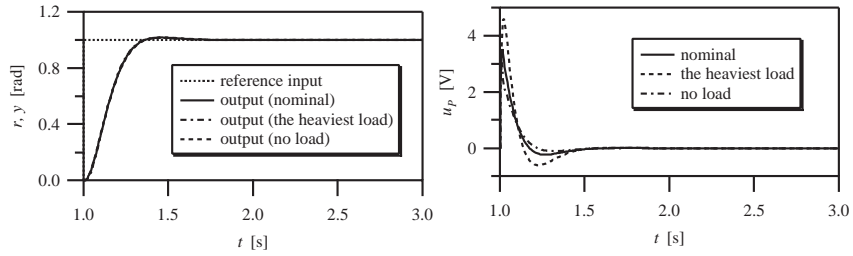 1.2
0.8
0.4
0.0
r, y [rad]
reference input
output (nominal)
output (the heaviest load)
output (no load)
1.0 1.5 2.0 2.5 3.0
t [s]
4
2
0
u_P [V]
nominal
the heaviest load
no load
1.0 1.5 2.0 2.5 3.0
t [s]